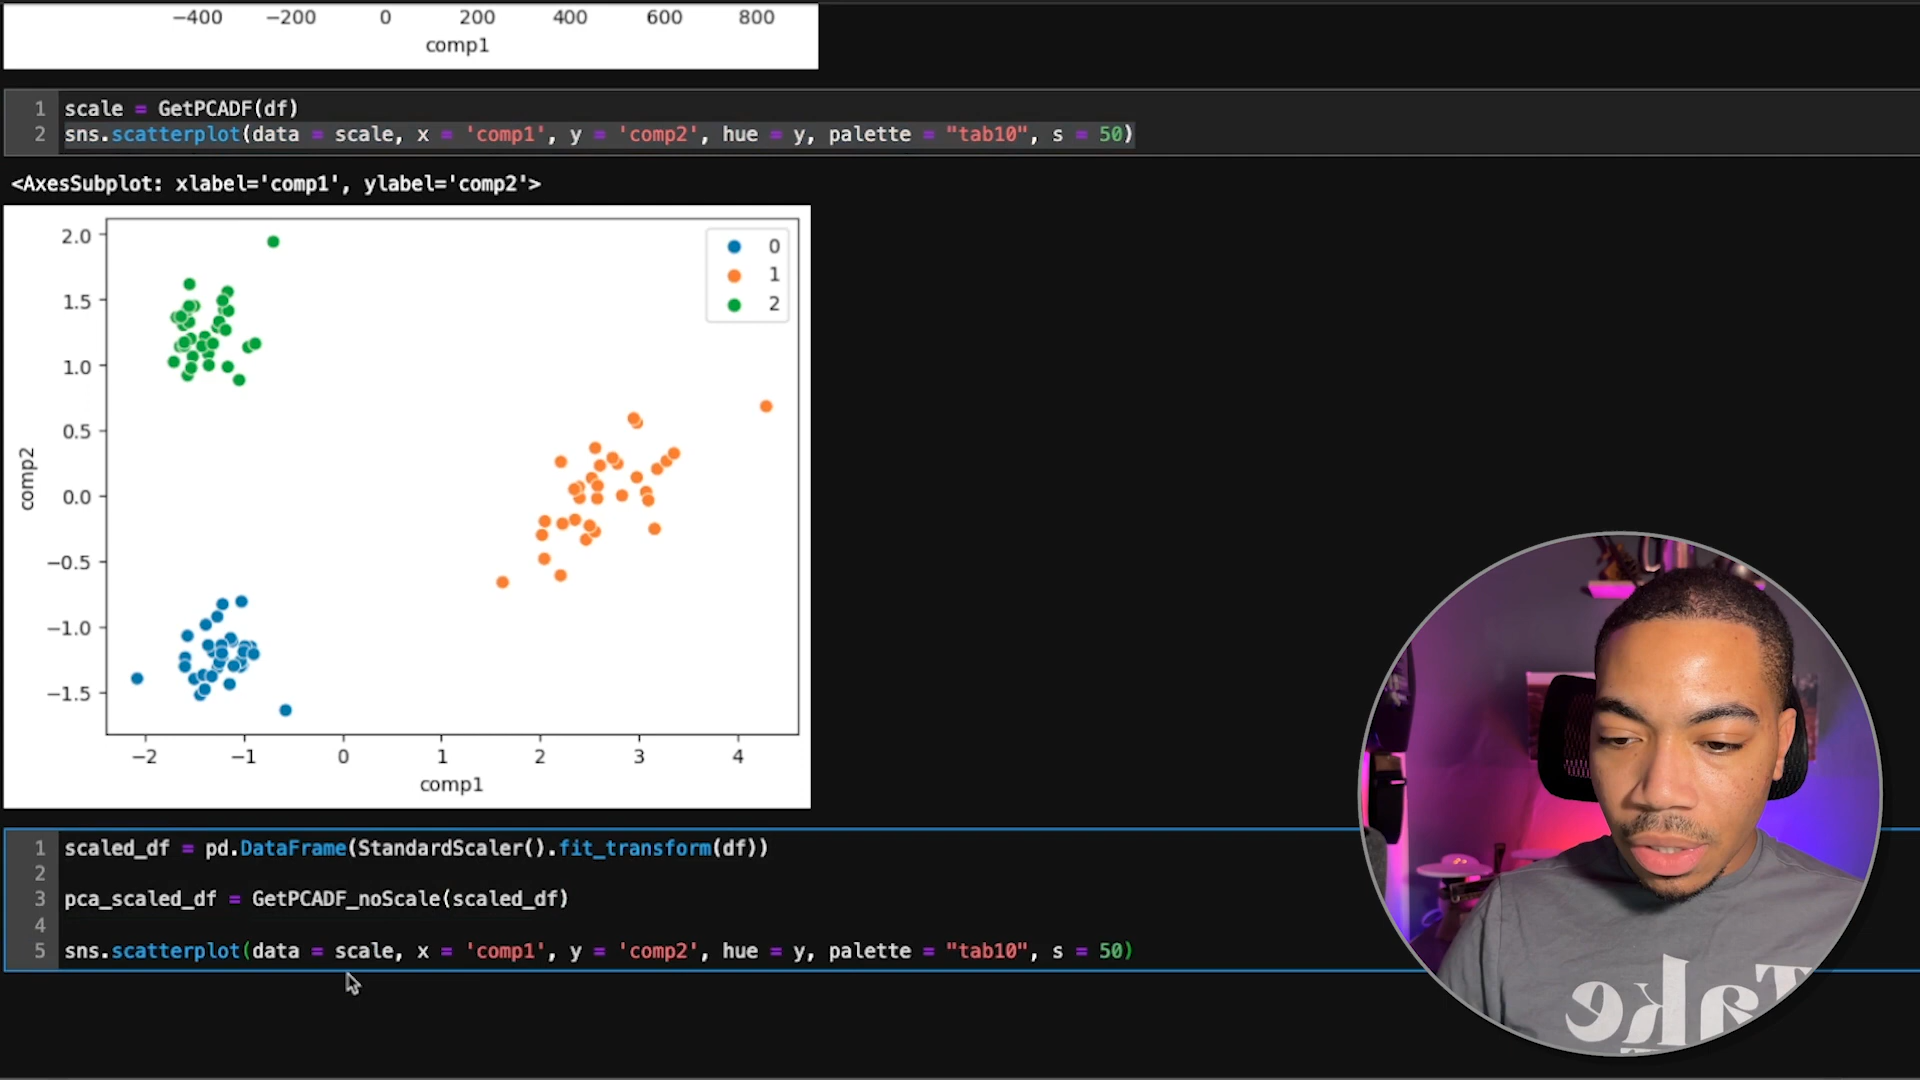 −400 −200 0 200 400 600 800
comp1
1 scale = GetPCADF(df)
2 sns.scatterplot(data = scale, x = 'comp1', y = 'comp2', hue = y, palette = "tab10", s = 50)
<AxesSubplot: xlabel='comp1', ylabel='comp2'>
2.0
1.5
1.0
0.5
0.0
−0.5
−1.0
−1.5
comp2
0
1
2
−2 −1 0 1 2 3 4
comp1
1 scaled_df = pd.DataFrame(StandardScaler().fit_transform(df))
2
3 pca_scaled_df = GetPCADF_noScale(scaled_df)
4
5 sns.scatterplot(data = scale, x = 'comp1', y = 'comp2', hue = y, palette = "tab10", s = 50)
Take